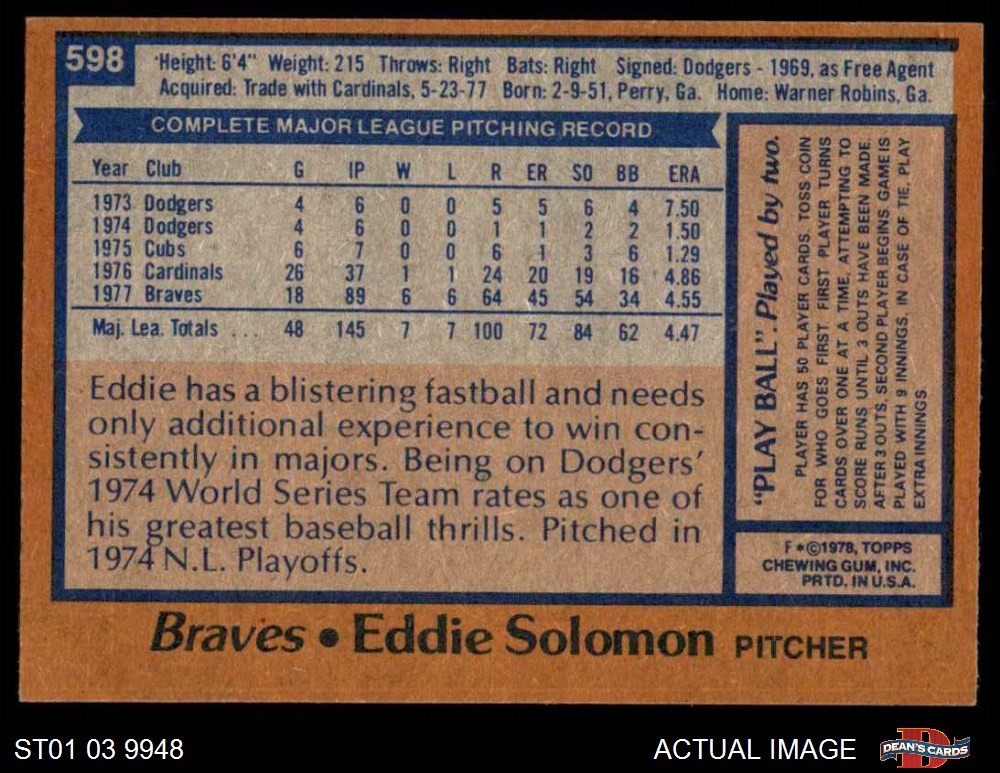 598
Height: 6'4" Weight: 215 Throws: Right Bats: Right Signed: Dodgers - 1969, as Free Agent
Acquired: Trade with Cardinals, 5-23-77 Born: 2-9-51, Perry, Ga. Home: Warner Robins, Ga.
COMPLETE MAJOR LEAGUE PITCHING RECORD
Year Club G IP W L R ER SO BB ERA
1973 Dodgers 4 6 0 0 5 5 6 4 7.50
1974 Dodgers 4 6 0 0 1 1 2 2 1.50
1975 Cubs 6 7 0 0 6 1 3 6 1.29
1976 Cardinals 26 37 1 1 24 20 19 16 4.86
1977 Braves 18 89 6 6 64 45 54 34 4.55
Maj. Lea. Totals ... 48 145 7 7 100 72 84 62 4.47
Eddie has a blistering fastball and needs
only additional experience to win con-
sistently in majors. Being on Dodgers'
1974 World Series Team rates as one of
his greatest baseball thrills. Pitched in
1974 N.L. Playoffs.
"PLAY BALL". Played by two.
PLAYER HAS 50 PLAYER CARDS. TOSS COIN
FOR WHO GOES FIRST. FIRST PLAYER TURNS
CARDS OVER ONE AT A TIME, ATTEMPTING TO
SCORE RUNS UNTIL 3 OUTS HAVE BEEN MADE.
AFTER 3 OUTS, SECOND PLAYER BEGINS. GAME IS
PLAYED WITH 9 INNINGS. IN CASE OF TIE, PLAY
EXTRA INNINGS
F*©1978, TOPPS
CHEWING GUM, INC.
PRTD. IN U.S.A.
Braves • Eddie Solomon PITCHER
ST01 03 9948
ACTUAL IMAGE
D
DEAN'S CARDS